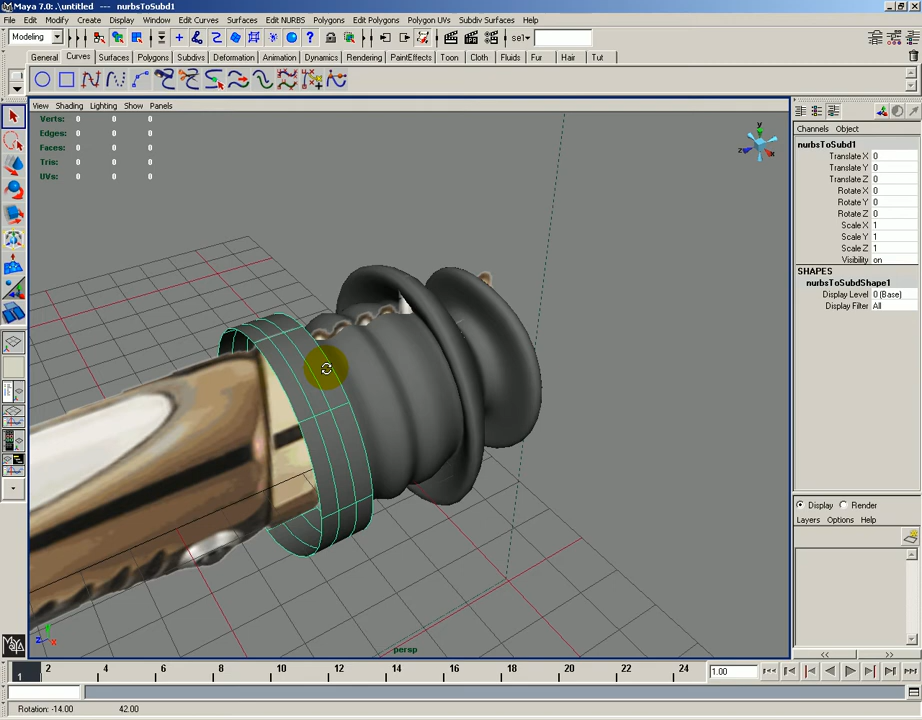 Maya 7.0: .\untitled   ---   nurbsToSubd1
File Edit Modify Create Display Window Edit Curves Surfaces Edit NURBS Polygons Edit Polygons Polygon UVs Subdiv Surfaces Help
Modeling sel
General Curves Surfaces Polygons Subdivs Deformation Animation Dynamics Rendering PaintEffects Toon Cloth Fluids Fur Hair Tut
View Shading Lighting Show Panels
Verts: 0 0 0
Edges: 0 0 0
Faces: 0 0 0
Tris: 0 0 0
UVs: 0 0 0
y
z
x
Channels Object
nurbsToSubd1
Translate X 0
Translate Y 0
Translate Z 0
Rotate X 0
Rotate Y 0
Rotate Z 0
Scale X 1
Scale Y 1
Scale Z 1
Visibility on
SHAPES
nurbsToSubdShape1
Display Level 0 (Base)
Display Filter All
Display Render
Layers Options Help
persp
1 2 4 6 8 10 12 14 16 18 20 22 24 1.00
Rotation: -14.00 42.00